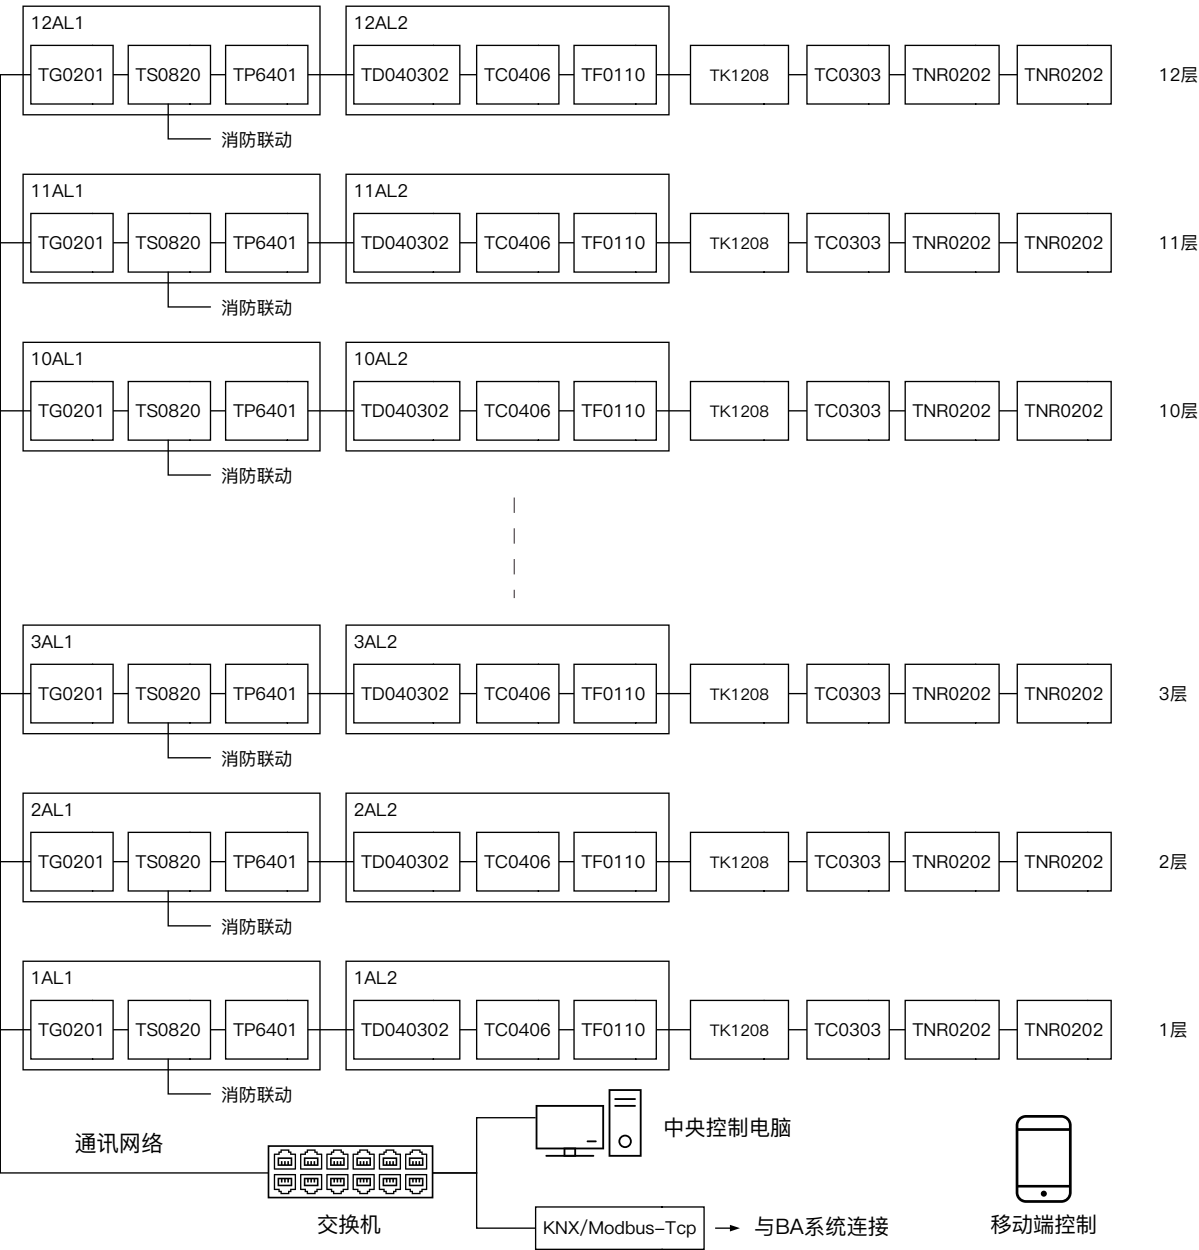 12AL1 12AL2
TG0201 TS0820 TP6401 TD040302 TC0406 TF0110 TK1208 TC0303 TNR0202 TNR0202 12层
消防联动
11AL1 11AL2
TG0201 TS0820 TP6401 TD040302 TC0406 TF0110 TK1208 TC0303 TNR0202 TNR0202 11层
消防联动
10AL1 10AL2
TG0201 TS0820 TP6401 TD040302 TC0406 TF0110 TK1208 TC0303 TNR0202 TNR0202 10层
消防联动
3AL1 3AL2
TG0201 TS0820 TP6401 TD040302 TC0406 TF0110 TK1208 TC0303 TNR0202 TNR0202 3层
消防联动
2AL1 2AL2
TG0201 TS0820 TP6401 TD040302 TC0406 TF0110 TK1208 TC0303 TNR0202 TNR0202 2层
消防联动
1AL1 1AL2
TG0201 TS0820 TP6401 TD040302 TC0406 TF0110 TK1208 TC0303 TNR0202 TNR0202 1层
消防联动
通讯网络 中央控制电脑
交换机 KNX/Modbus-Tcp 与BA系统连接 移动端控制